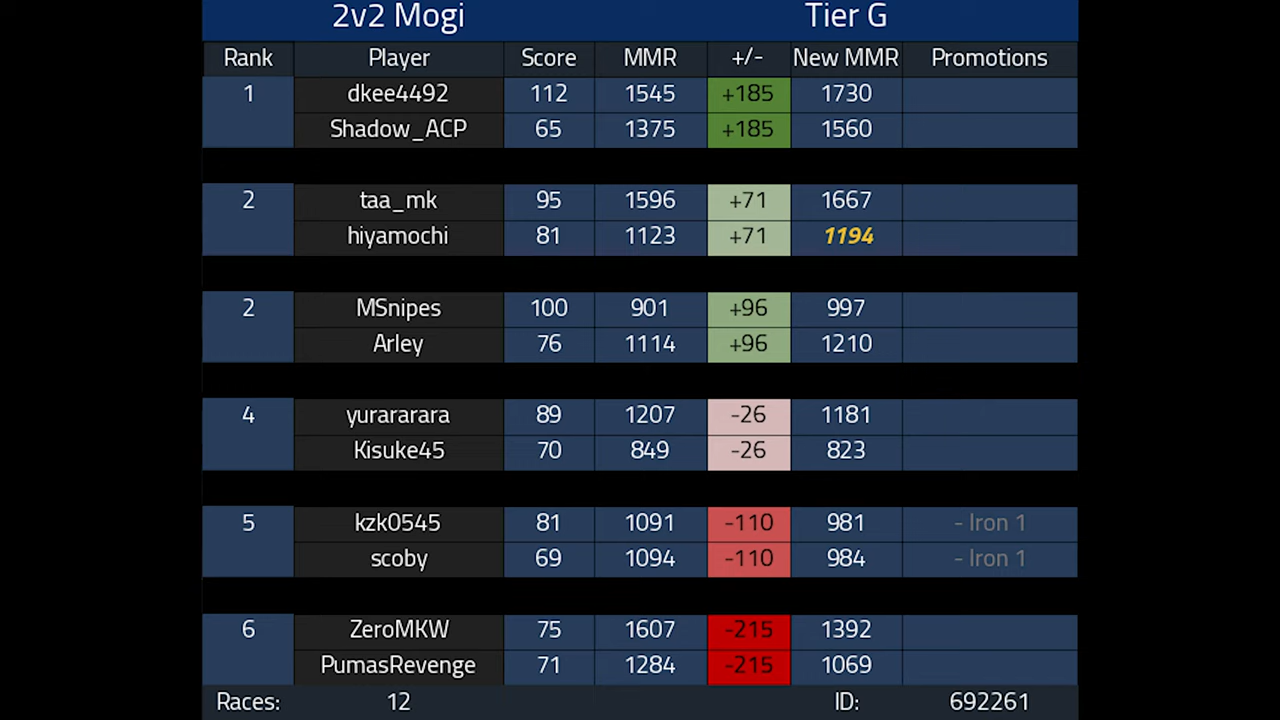 2v2 Mogi Tier G
Rank Player Score MMR +/- New MMR Promotions
1 dkee4492 112 1545 +185 1730
Shadow_ACP 65 1375 +185 1560
2 taa_mk 95 1596 +71 1667
hiyamochi 81 1123 +71 1194
2 MSnipes 100 901 +96 997
Arley 76 1114 +96 1210
4 yurararara 89 1207 -26 1181
Kisuke45 70 849 -26 823
5 kzk0545 81 1091 -110 981 - Iron 1
scoby 69 1094 -110 984 - Iron 1
6 ZeroMKW 75 1607 -215 1392
PumasRevenge 71 1284 -215 1069
Races: 12 ID: 692261